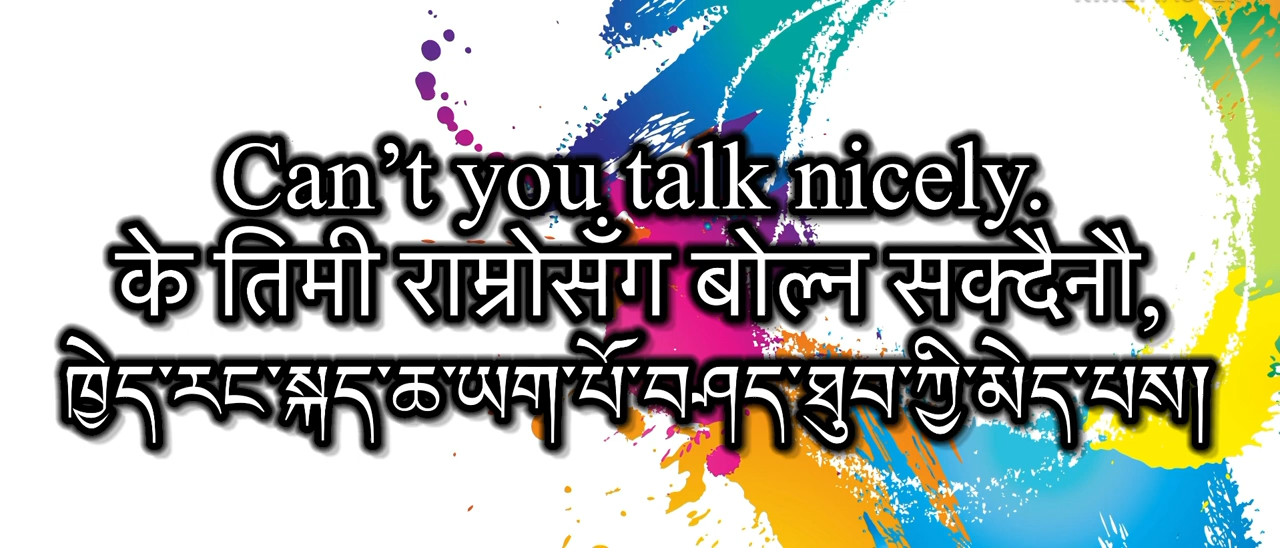 Can’t you talk nicely.
के तिमी राम्रोसँग बोल्न सक्दैनौ,
ཁྱེད་རང་སྐད་ཆ་ཡག་པོ་བཤད་ཐུབ་ཀྱི་མེད་པས།